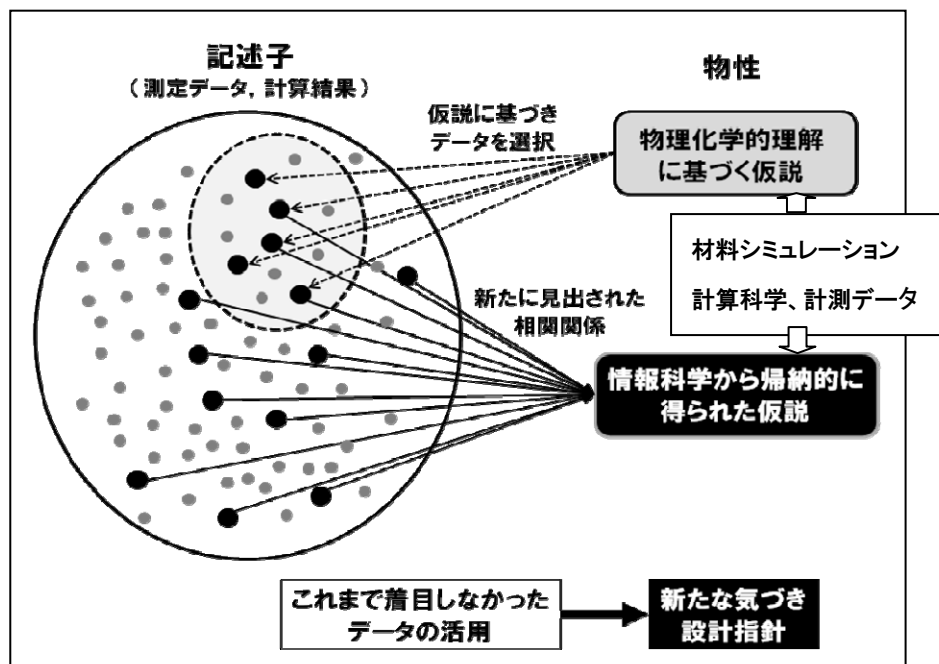 記述子
（測定データ，計算結果）
物性
仮説に基づき
データを選択
物理化学的理解
に基づく仮説
材料シミュレーション
計算科学、計測データ
新たに見出された
相関関係
情報科学から帰納的に
得られた仮説
これまで着目しなかった
データの活用
新たな気づき
設計指針